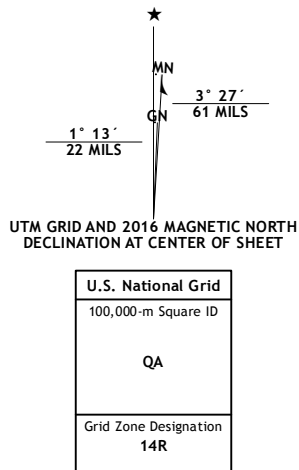 ★
MN
GN
3° 27´
61 MILS
1° 13´
22 MILS
UTM GRID AND 2016 MAGNETIC NORTH
DECLINATION AT CENTER OF SHEET
U.S. National Grid
100,000-m Square ID
QA
Grid Zone Designation
14R